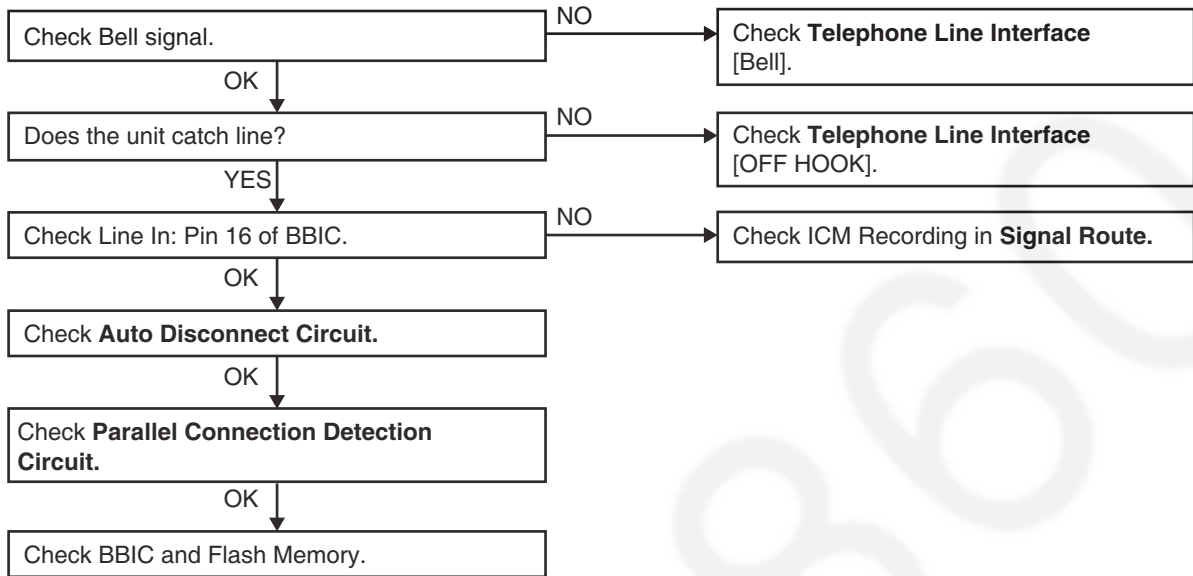 Check Bell signal.
NO
Check Telephone Line Interface
[Bell].
OK
Does the unit catch line?
NO
Check Telephone Line Interface
[OFF HOOK].
YES
Check Line In: Pin 16 of BBIC.
NO
Check ICM Recording in Signal Route.
OK
Check Auto Disconnect Circuit.
OK
Check Parallel Connection Detection
Circuit.
OK
Check BBIC and Flash Memory.
860